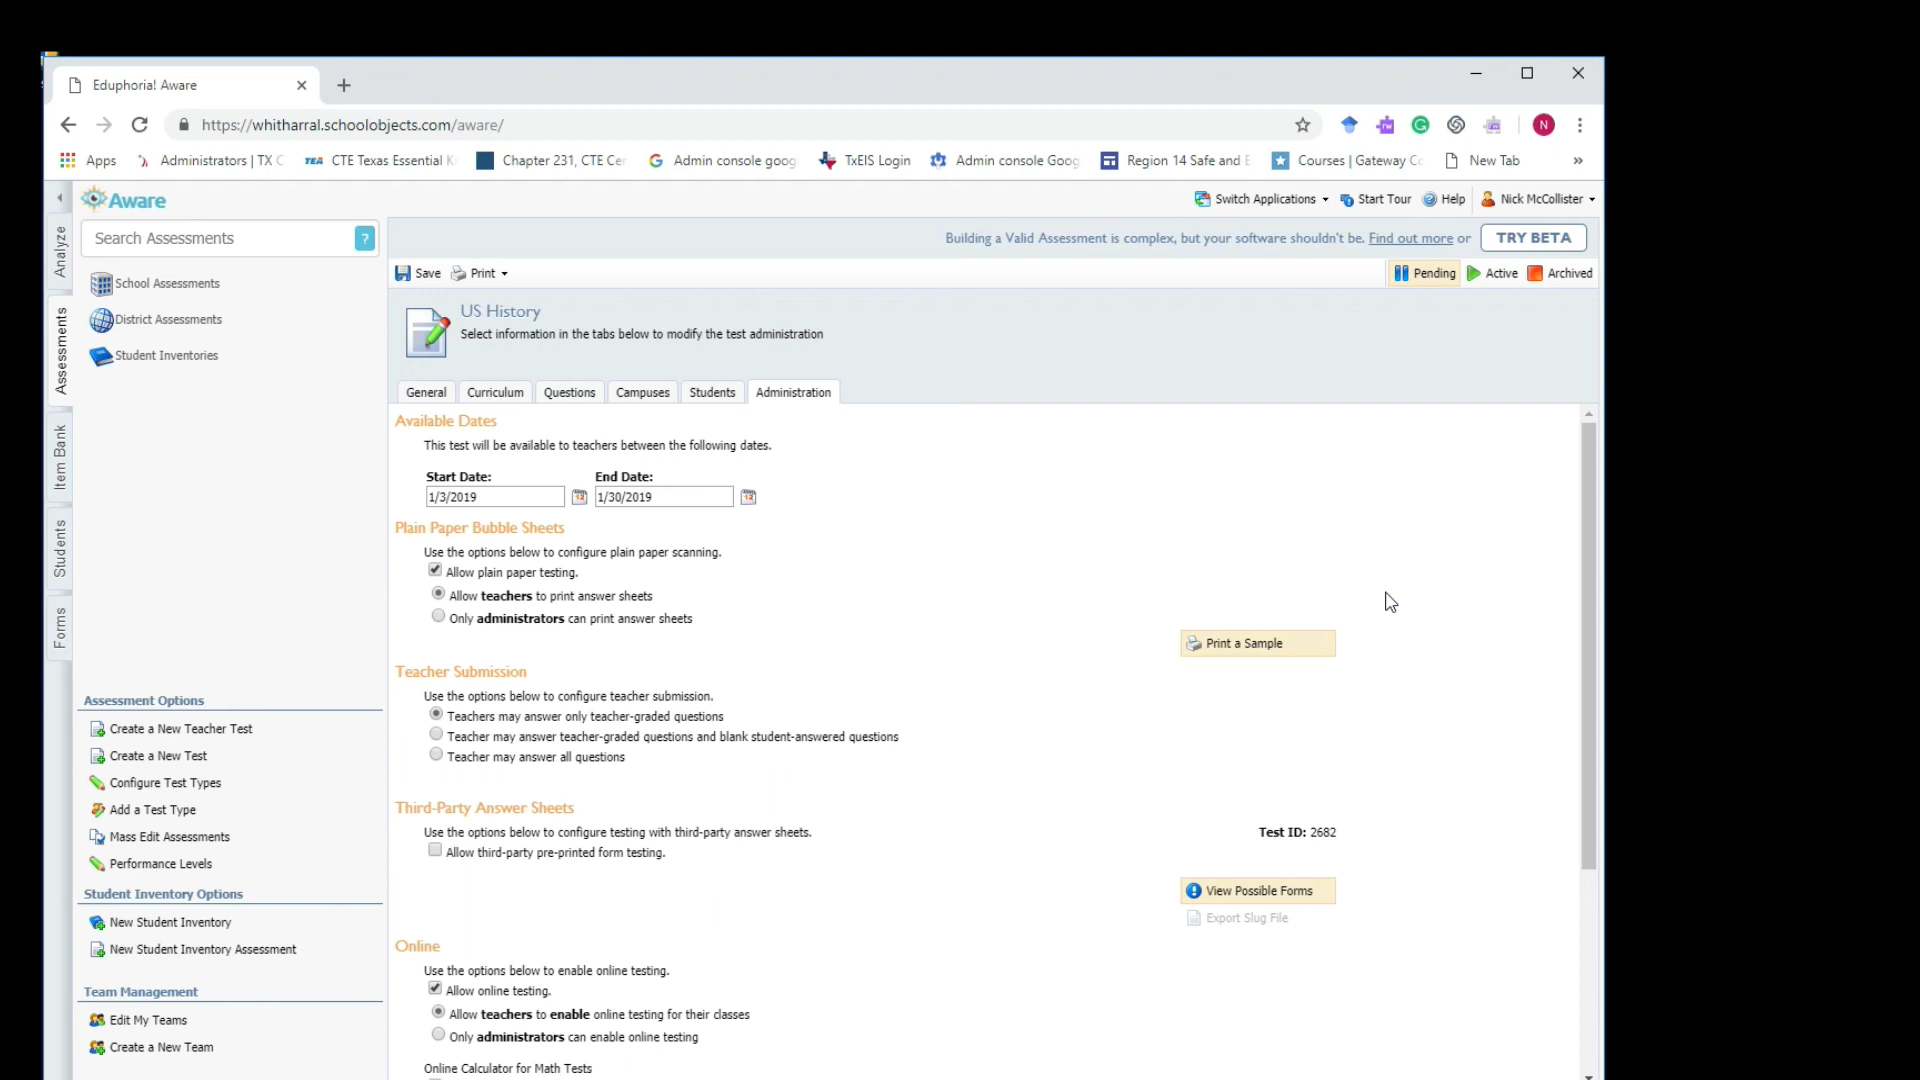 Eduphoria! Aware
https://whitharral.schoolobjects.com/aware/
N
Apps Administrators | TX C TEA CTE Texas Essential K Chapter 231, CTE Cer G Admin console goog TxEIS Login Admin console Goog Region 14 Safe and E Courses | Gateway Co New Tab »
Aware
Switch Applications Start Tour Help Nick McCollister
Search Assessments ?
Building a Valid Assessment is complex, but your software shouldn't be. Find out more or TRY BETA
Save Print
Pending Active Archived
Analyze
Assessments
Item Bank
Students
Forms
School Assessments
District Assessments
Student Inventories
US History
Select information in the tabs below to modify the test administration
General Curriculum Questions Campuses Students Administration
Available Dates
This test will be available to teachers between the following dates.
Start Date: End Date:
1/3/2019 12 1/30/2019 12
Plain Paper Bubble Sheets
Use the options below to configure plain paper scanning.
Allow plain paper testing.
Allow teachers to print answer sheets
Only administrators can print answer sheets
Print a Sample
Teacher Submission
Use the options below to configure teacher submission.
Teachers may answer only teacher-graded questions
Teacher may answer teacher-graded questions and blank student-answered questions
Teacher may answer all questions
Third-Party Answer Sheets
Use the options below to configure testing with third-party answer sheets.
Test ID: 2682
Allow third-party pre-printed form testing.
View Possible Forms
Export Slug File
Online
Use the options below to enable online testing.
Allow online testing.
Allow teachers to enable online testing for their classes
Only administrators can enable online testing
Online Calculator for Math Tests
Assessment Options
Create a New Teacher Test
Create a New Test
Configure Test Types
Add a Test Type
Mass Edit Assessments
Performance Levels
Student Inventory Options
New Student Inventory
New Student Inventory Assessment
Team Management
Edit My Teams
Create a New Team